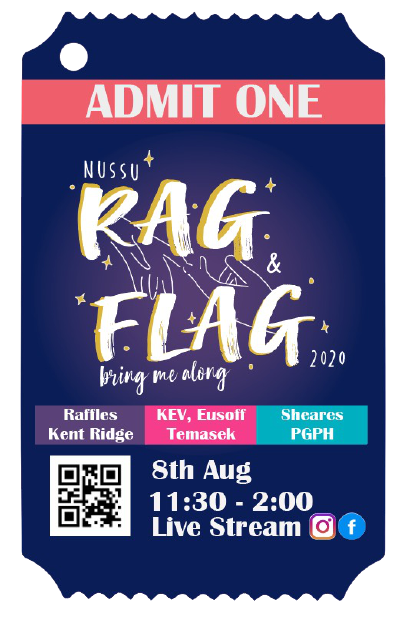 ADMIT ONE
NUSSU
RAG
&
FLAG
2020
bring me along
Raffles
Kent Ridge
KEV, Eusoff
Temasek
Sheares
PGPH
8th Aug
11:30 - 2:00
Live Stream